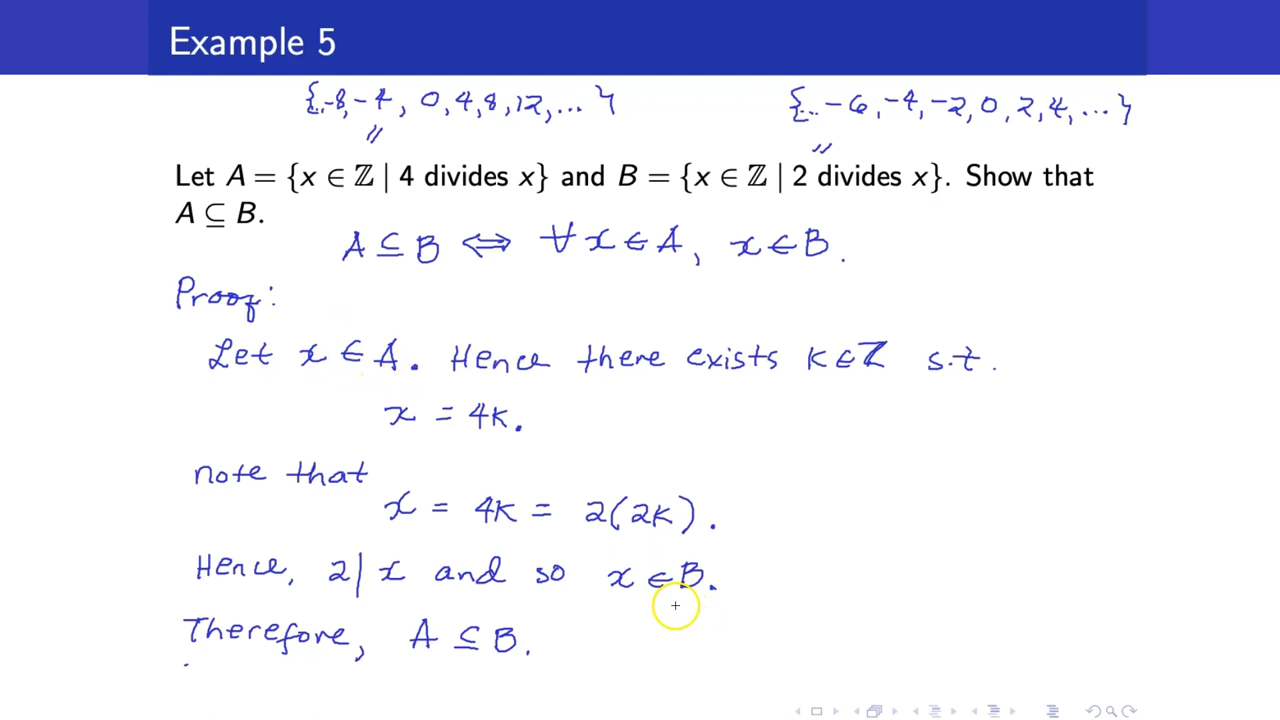 Example 5
{..-8,-4, 0,4,8,12,...}
{..-6,-4,-2,0,2,4,...}
Let A = {x ∈ ℤ | 4 divides x} and B = {x ∈ ℤ | 2 divides x}. Show that
A ⊆ B.
A ⊆ B ⟺ ∀ x ∈ A, x ∈ B.
Proof:
Let x ∈ A. Hence there exists K ∈ ℤ s.t.
x = 4K.
note that
x = 4K = 2(2K).
Hence, 2|x and so x ∈ B.
Therefore, A ⊆ B.